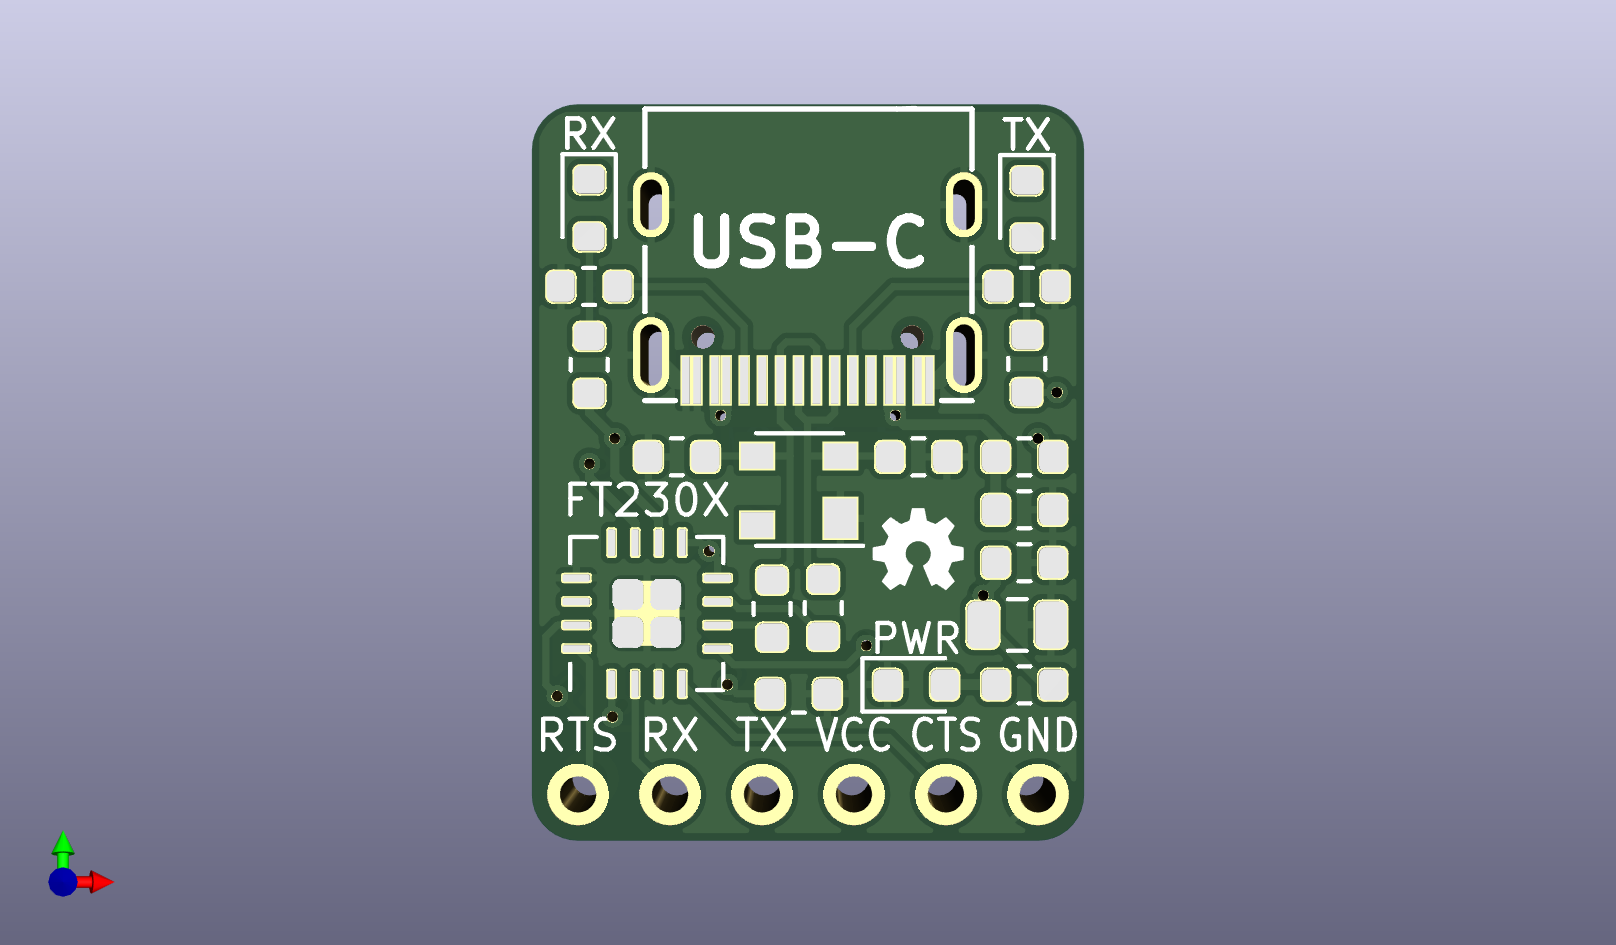 RX
TX
USB-C
FT230X
PWR
RTS RX TX VCC CTS GND